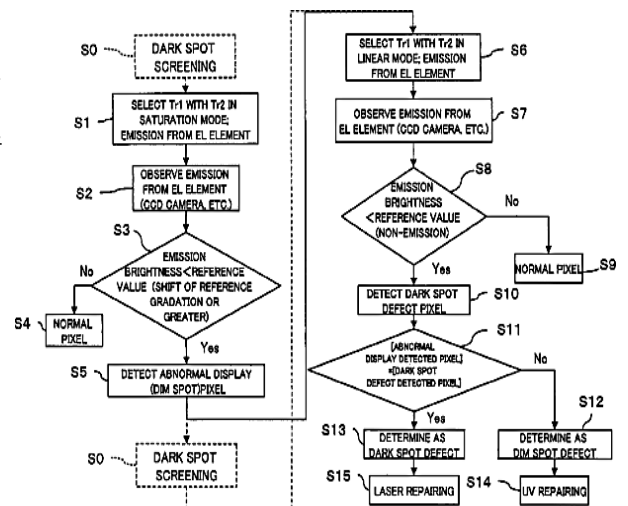 S0
DARK SPOT
SCREENING
S1
SELECT Tr1 WITH Tr2 IN
SATURATION MODE;
EMISSION FROM EL ELEMENT
S2
OBSERVE EMISSION
FROM EL ELEMENT
(CCD CAMERA, ETC.)
S3
EMISSION
BRIGHTNESS<REFERENCE
VALUE (SHIFT OF REFERENCE
GRADATION OR
GREATER)
No
S4
NORMAL
PIXEL
Yes
S5
DETECT ABNORMAL DISPLAY
(DIM SPOT)PIXEL
S0
DARK SPOT
SCREENING
S6
SELECT Tr1 WITH Tr2 IN
LINEAR MODE; EMISSION
FROM EL ELEMENT
S7
OBSERVE EMISSION FROM
EL ELEMENT (CCD CAMERA, ETC.)
S8
EMISSION
BRIGHTNESS
<REFERENCE VALUE
(NON-EMISSION)
No
NORMAL PIXEL
S9
Yes
S10
DETECT DARK SPOT
DEFECT PIXEL
S11
[ABNORMAL
DISPLAY DETECTED PIXEL]
=[DARK SPOT
DEFECT DETECTED PIXEL]
No
Yes
S12
S13
DETERMINE AS
DARK SPOT DEFECT
DETERMINE AS
DIM SPOT DEFECT
S15
LASER REPAIRING
S14
UV REPAIRING